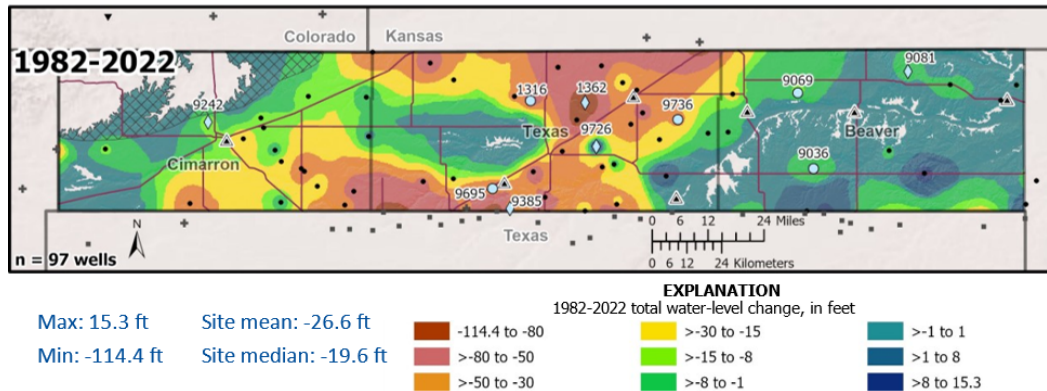 Colorado Kansas
1982-2022
9081
9242
1316
1362
9736
9069
9726
Texas
Beaver
Cimarron
9036
9695
9385
Texas
N
0 6 12 24 Miles
0 6 12 24 Kilometers
n = 97 wells
EXPLANATION
1982-2022 total water-level change, in feet
Max: 15.3 ft Site mean: -26.6 ft
Min: -114.4 ft Site median: -19.6 ft
-114.4 to -80 >-30 to -15 >-1 to 1
>-80 to -50 >-15 to -8 >1 to 8
>-50 to -30 >-8 to -1 >8 to 15.3